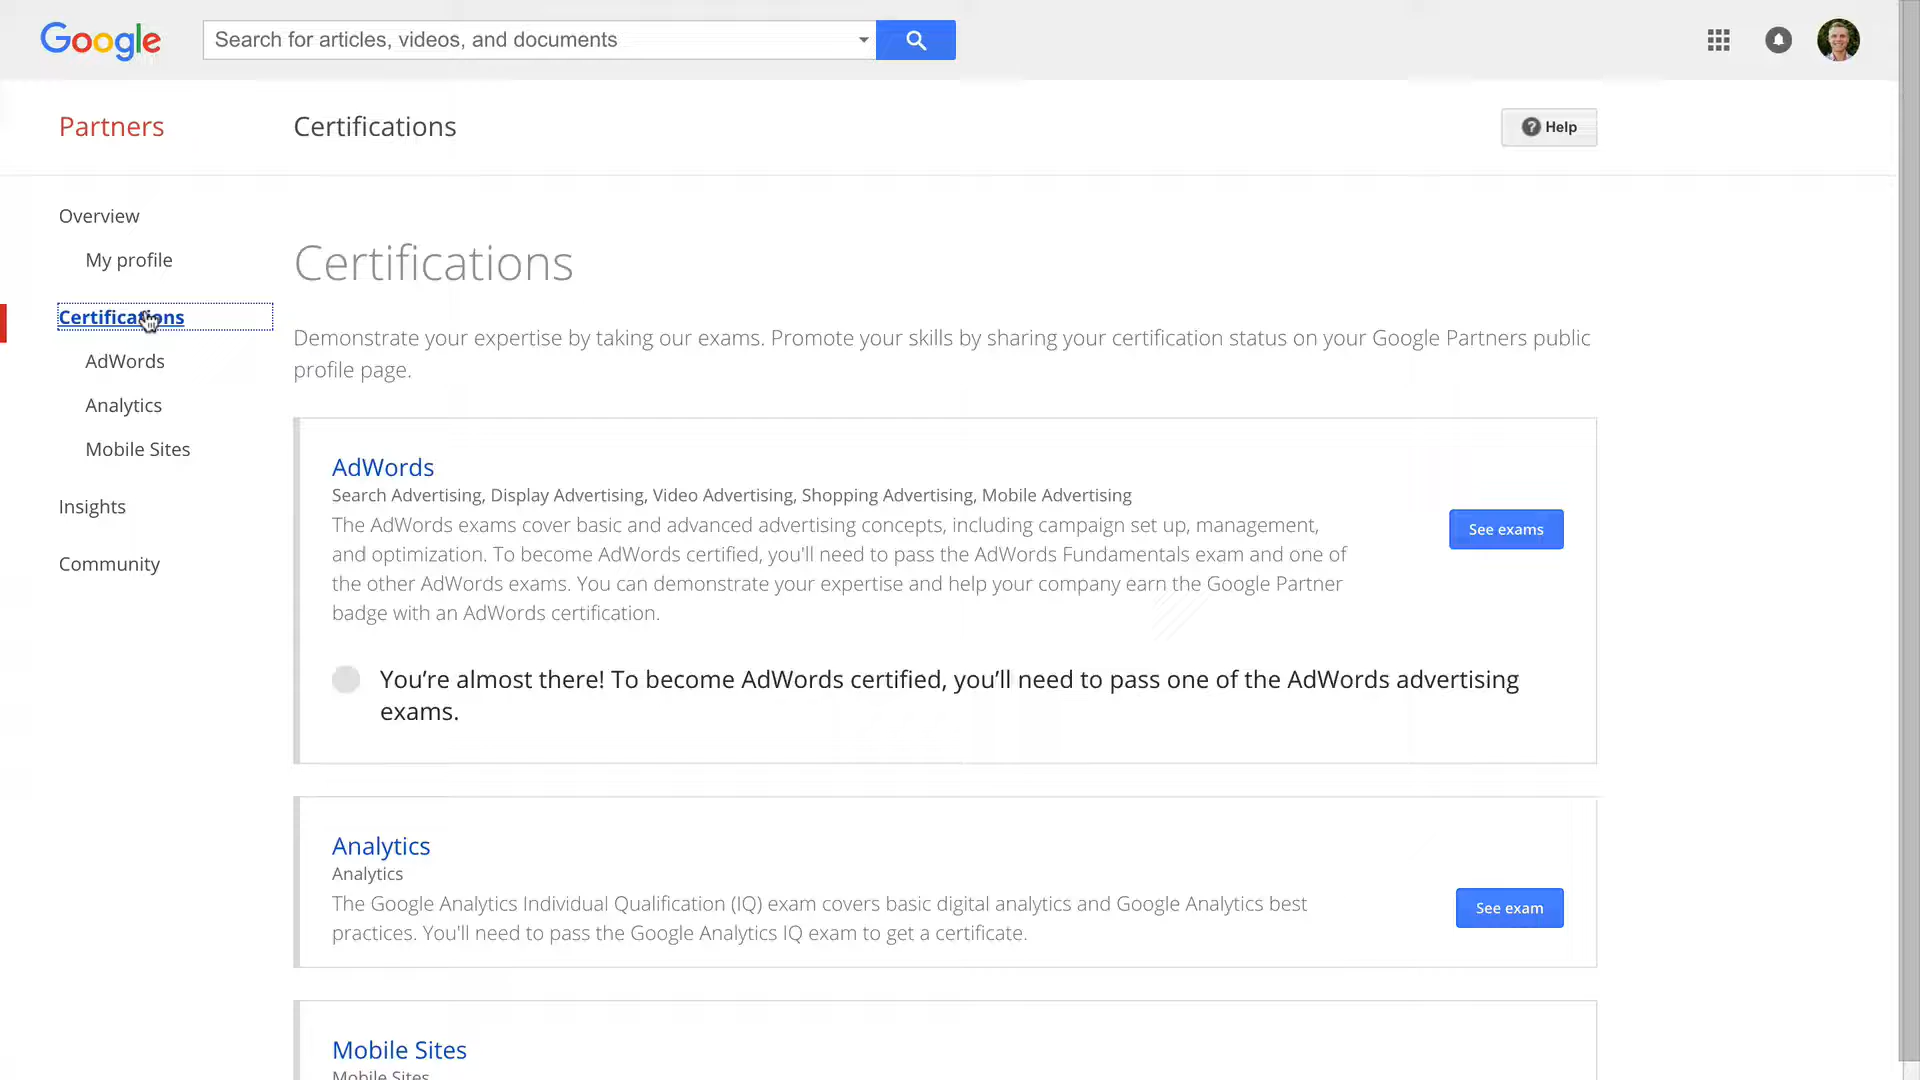 Google
Search for articles, videos, and documents
Partners
Certifications
Help
Overview
My profile
Certifications
AdWords
Analytics
Mobile Sites
Insights
Community
Certifications
Demonstrate your expertise by taking our exams. Promote your skills by sharing your certification status on your Google Partners public
profile page.
AdWords
Search Advertising, Display Advertising, Video Advertising, Shopping Advertising, Mobile Advertising
The AdWords exams cover basic and advanced advertising concepts, including campaign set up, management,
and optimization. To become AdWords certified, you'll need to pass the AdWords Fundamentals exam and one of
the other AdWords exams. You can demonstrate your expertise and help your company earn the Google Partner
badge with an AdWords certification.
See exams
You’re almost there! To become AdWords certified, you’ll need to pass one of the AdWords advertising
exams.
Analytics
Analytics
The Google Analytics Individual Qualification (IQ) exam covers basic digital analytics and Google Analytics best
practices. You'll need to pass the Google Analytics IQ exam to get a certificate.
See exam
Mobile Sites
Mobile Sites